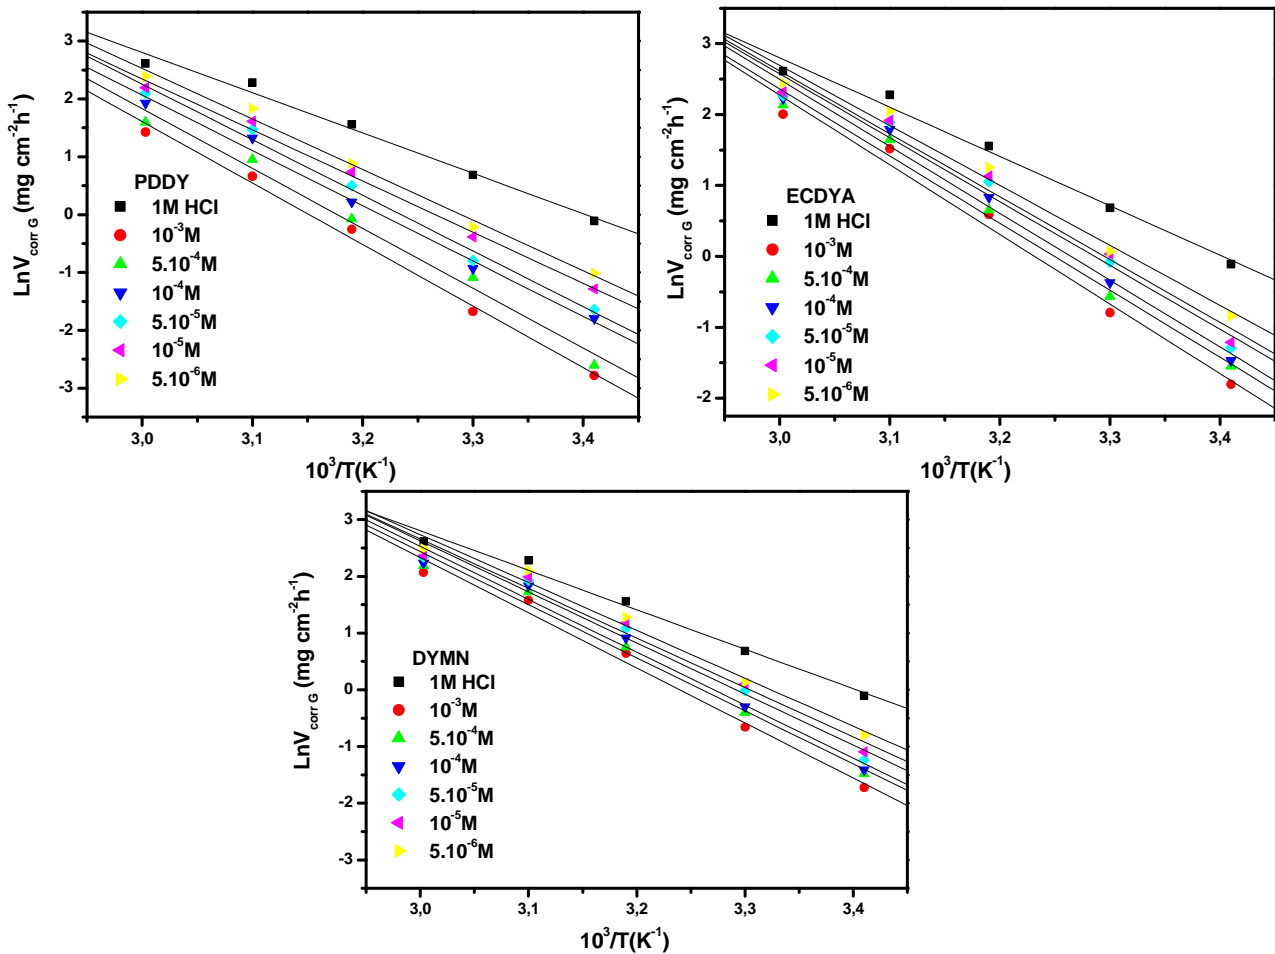 LnV_corr G (mg cm⁻²h⁻¹)
3
2
1
0
-1
-2
-3
PDDY
1M HCl
10⁻³M
5.10⁻⁴M
10⁻⁴M
5.10⁻⁵M
10⁻⁵M
5.10⁻⁶M
3,0 3,1 3,2 3,3 3,4
10³/T(K⁻¹)
LnV_corr G (mg cm⁻²h⁻¹)
3
2
1
0
-1
-2
ECDYA
1M HCl
10⁻³M
5.10⁻⁴M
10⁻⁴M
5.10⁻⁵M
10⁻⁵M
5.10⁻⁶M
3,0 3,1 3,2 3,3 3,4
10³/T(K⁻¹)
LnV_corr G (mg cm⁻²h⁻¹)
3
2
1
0
-1
-2
-3
DYMN
1M HCl
10⁻³M
5.10⁻⁴M
10⁻⁴M
5.10⁻⁵M
10⁻⁵M
5.10⁻⁶M
3,0 3,1 3,2 3,3 3,4
10³/T(K⁻¹)